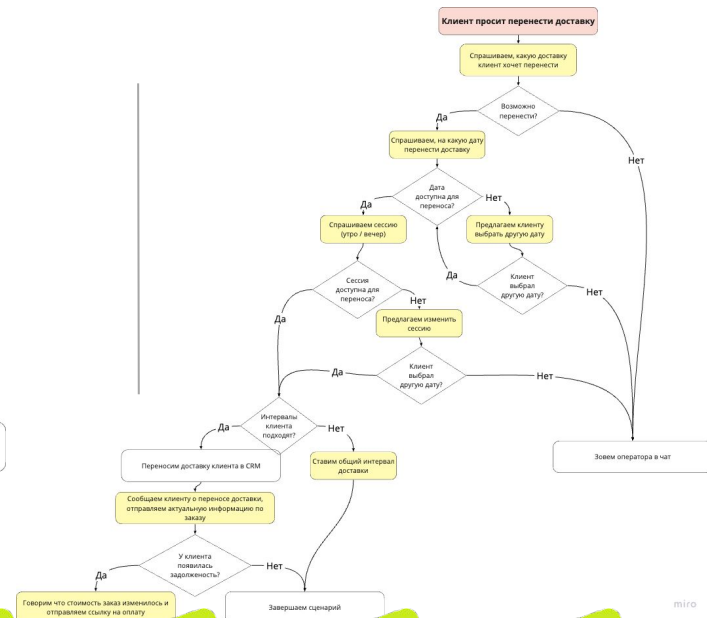 Клиент просит перенести доставку
Спрашиваем, какую доставку
клиент хочет перенести
Возможно
перенести?
Да
Нет
Спрашиваем, на какую дату
перенести доставку
Дата
доступна для
переноса?
Да
Нет
Спрашиваем сессию
(утро / вечер)
Предлагаем клиенту
выбрать другую дату
Сессия
доступна для
переноса?
Да
Клиент
выбрал
другую дату?
Нет
Да
Нет
Предлагаем изменить
сессию
Клиент
выбрал
другую дату?
Да
Нет
Интервалы
клиента
подходят?
Да
Нет
Зовем оператора в чат
Переносим доставку клиента в CRM
Ставим общий интервал
доставки
Сообщаем клиенту о переносе доставки,
отправляем актуальную информацию по
заказу
У клиента
появилась
задолженость?
Да
Нет
Говорим что стоимость заказ изменилось и
отправляем ссылку на оплату
Завершаем сценарий
miro